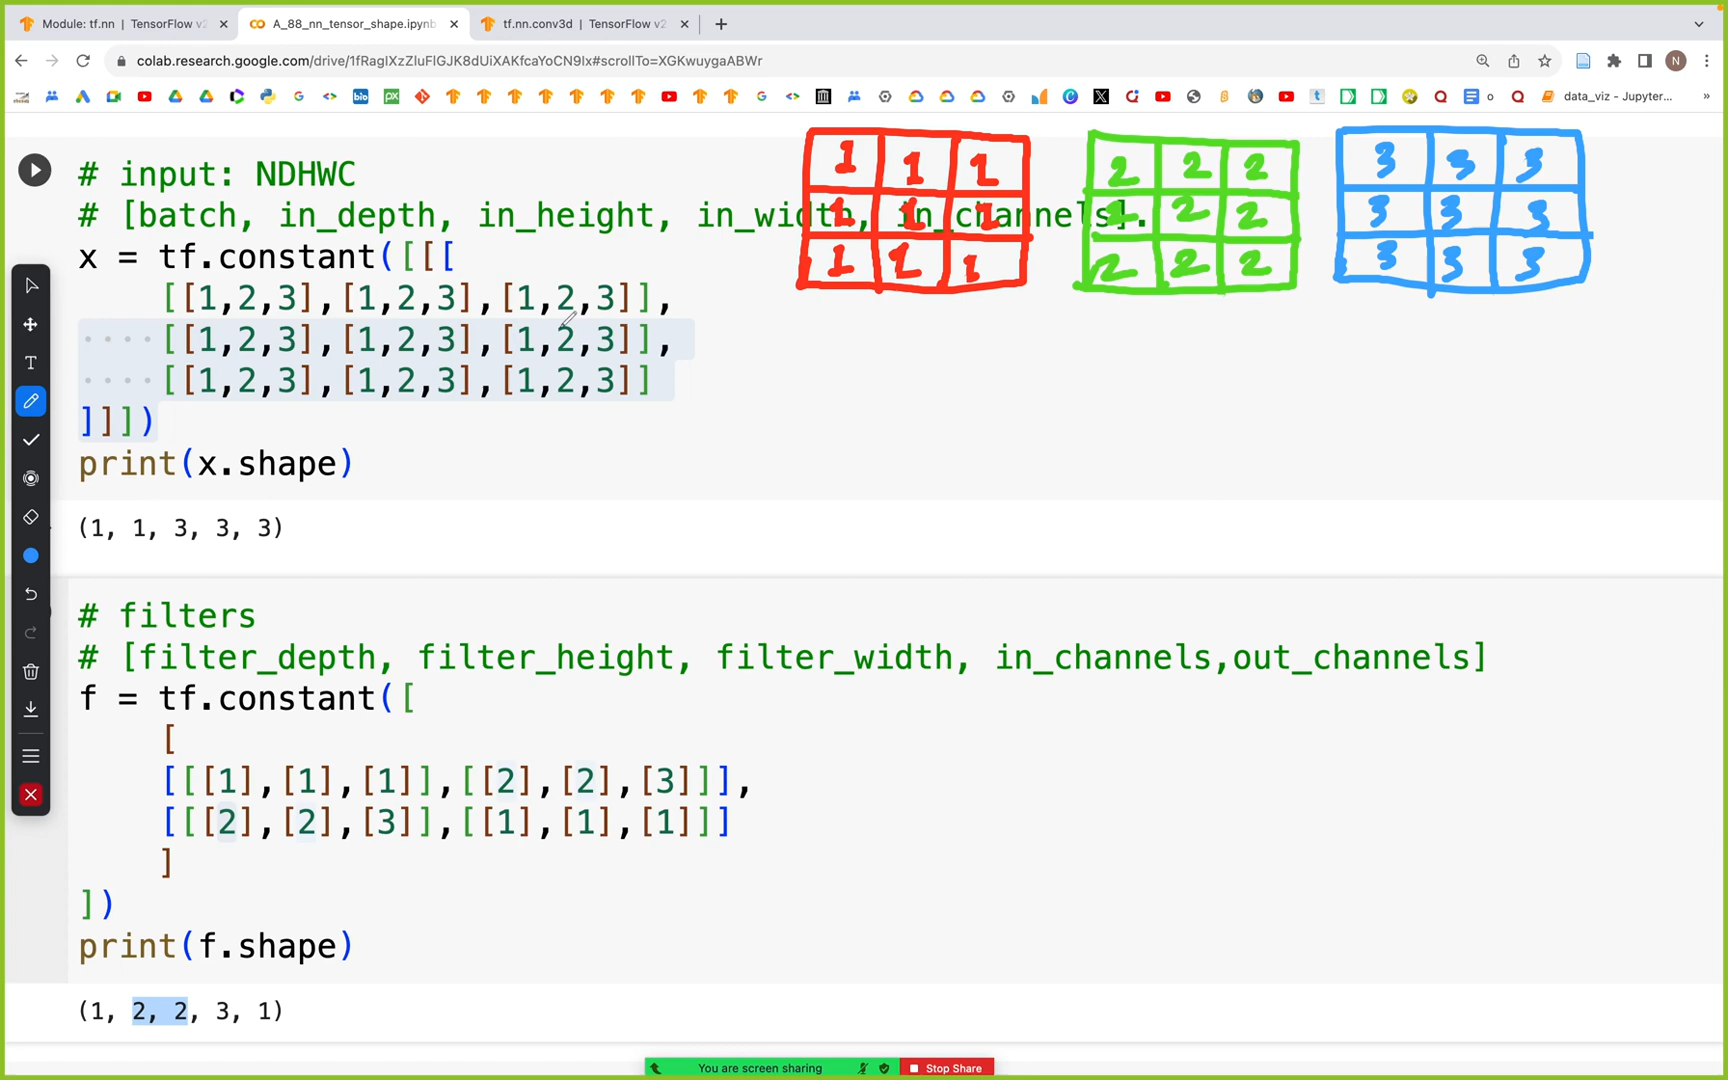 Module: tf.nn | TensorFlow v2
A_88_nn_tensor_shape.ipynb
tf.nn.conv3d | TensorFlow v2
colab.research.google.com/drive/1fRagIXzZluFlGJK8dUiXAKfcaYoCN9Ix#scrollTo=XGKwuygaABWr
N
bio
px
o
data_viz - Jupyter...
»
# input: NDHWC
# [batch, in_depth, in_height, in_width, in_channels].
x = tf.constant([[[
[[1,2,3],[1,2,3],[1,2,3]],
[[1,2,3],[1,2,3],[1,2,3]],
[[1,2,3],[1,2,3],[1,2,3]]
]]])
print(x.shape)
1 1 1
1 1 1
1 1 1
2 2 2
2 2 2
2 2 2
3 3 3
3 3 3
3 3 3
(1, 1, 3, 3, 3)
# filters
# [filter_depth, filter_height, filter_width, in_channels,out_channels]
f = tf.constant([
[
[[[1],[1],[1]],[[2],[2],[3]]],
[[[2],[2],[3]],[[1],[1],[1]]]
]
])
print(f.shape)
(1, 2, 2, 3, 1)
You are screen sharing
Stop Share